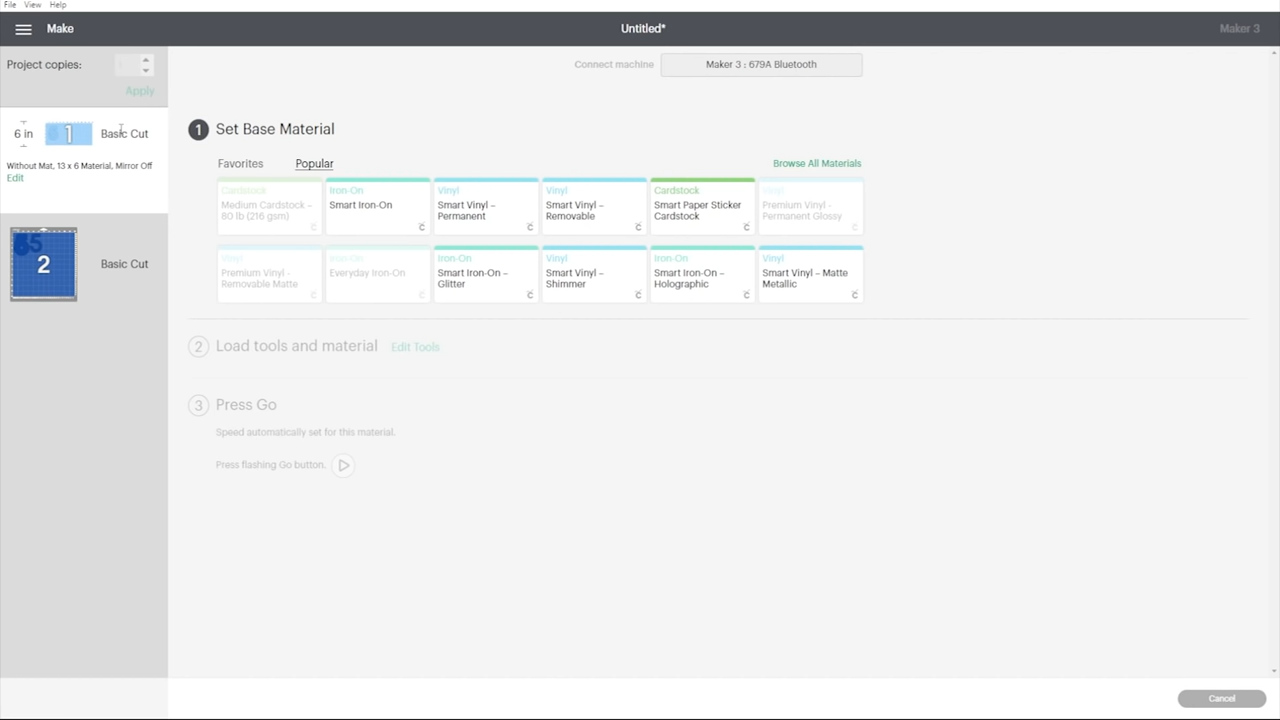 File View Help
Make
Untitled*
Maker 3
Project copies:
Apply
Connect machine
Maker 3 : 679A Bluetooth
6 in
1
Basic Cut
Without Mat, 13 x 6 Material, Mirror Off
Edit
2
Basic Cut
1 Set Base Material
Favorites
Popular
Browse All Materials
Cardstock
Medium Cardstock –
80 lb (216 gsm)
Iron-On
Smart Iron-On
Vinyl
Smart Vinyl –
Permanent
Vinyl
Smart Vinyl –
Removable
Cardstock
Smart Paper Sticker
Cardstock
Vinyl
Premium Vinyl -
Permanent Glossy
Vinyl
Premium Vinyl -
Removable Matte
Iron-On
Everyday Iron-On
Iron-On
Smart Iron-On –
Glitter
Vinyl
Smart Vinyl –
Shimmer
Iron-On
Smart Iron-On –
Holographic
Vinyl
Smart Vinyl – Matte
Metallic
2 Load tools and material Edit Tools
3 Press Go
Speed automatically set for this material.
Press flashing Go button.
Cancel